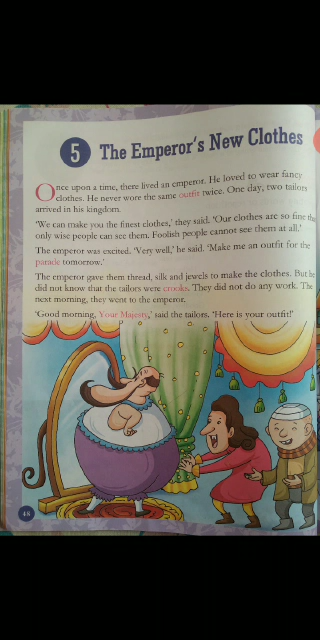 5 The Emperor's New Clothes
Once upon a time, there lived an emperor. He loved to wear fancy
clothes. He never wore the same outfit twice. One day, two tailors
arrived in his kingdom.
'We can make you the finest clothes,' they said. 'Our clothes are so fine that
only wise people can see them. Foolish people cannot see them at all.'
The emperor was excited. 'Very well,' he said. 'Make me an outfit for the
parade tomorrow.'
The emperor gave them thread, silk and jewels to make the clothes. But he
did not know that the tailors were crooks. They did not do any work. The
next morning, they went to the emperor.
'Good morning, Your Majesty,' said the tailors. 'Here is your outfit!'
48